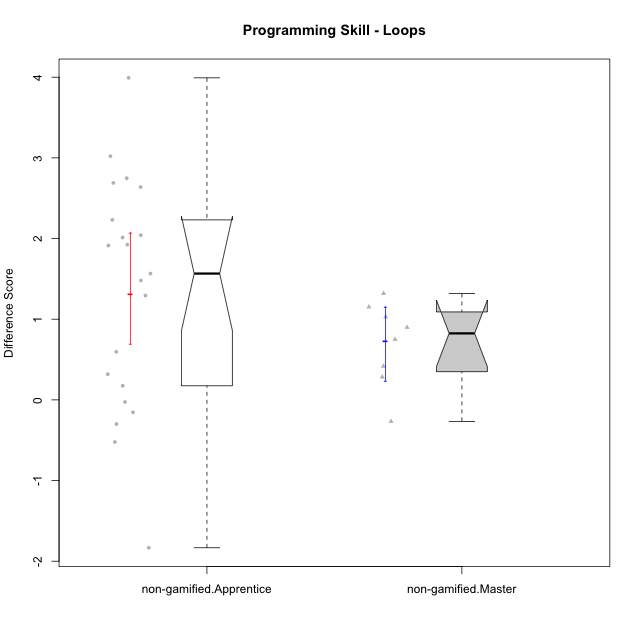 Programming Skill - Loops
Difference Score
4
3
2
1
0
-1
-2
non-gamified.Apprentice
non-gamified.Master